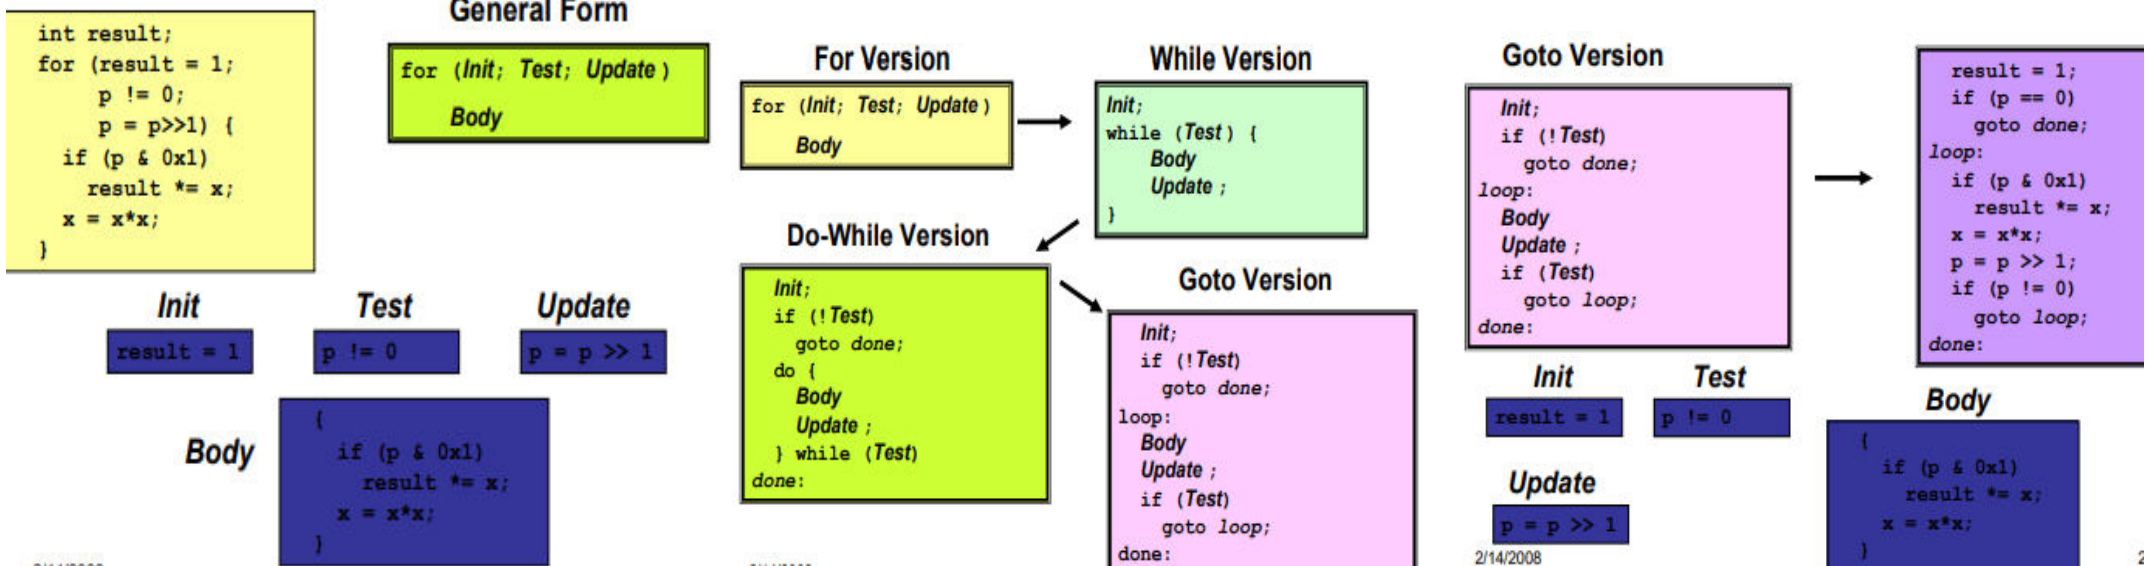 int result;
for (result = 1;
p != 0;
p = p>>1) {
if (p & 0x1)
result *= x;
x = x*x;
}
General Form
for (Init; Test; Update )
Body
Init
result = 1
Test
p != 0
Update
p = p >> 1
Body
{
if (p & 0x1)
result *= x;
x = x*x;
}
For Version
for (Init; Test; Update )
Body
While Version
Init;
while (Test ) {
Body
Update ;
}
Do-While Version
Init;
if (!Test)
goto done;
do {
Body
Update ;
} while (Test)
done:
Goto Version
Init;
if (!Test)
goto done;
loop:
Body
Update ;
if (Test)
goto loop;
done:
Goto Version
Init;
if (!Test)
goto done;
loop:
Body
Update ;
if (Test)
goto loop;
done:
result = 1;
if (p == 0)
goto done;
loop:
if (p & 0x1)
result *= x;
x = x*x;
p = p >> 1;
if (p != 0)
goto loop;
done:
Init
result = 1
Test
p != 0
Update
p = p >> 1
2/14/2008
Body
{
if (p & 0x1)
result *= x;
x = x*x;
}